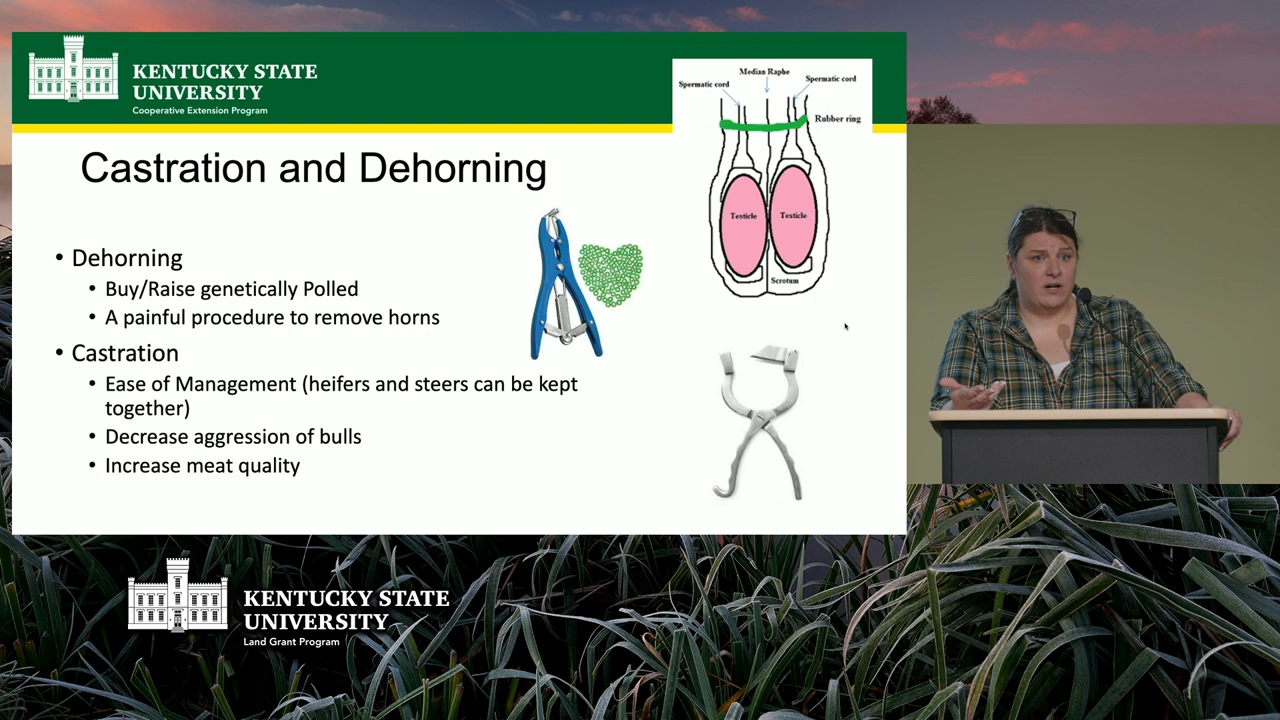 KENTUCKY STATE
UNIVERSITY
Cooperative Extension Program
Castration and Dehorning
• Dehorning
• Buy/Raise genetically Polled
• A painful procedure to remove horns
• Castration
• Ease of Management (heifers and steers can be kept
together)
• Decrease aggression of bulls
• Increase meat quality
Median Raphe
Spermatic cord
Spermatic cord
Rubber ring
Testicle
Testicle
Scrotum
KENTUCKY STATE
UNIVERSITY
Land Grant Program